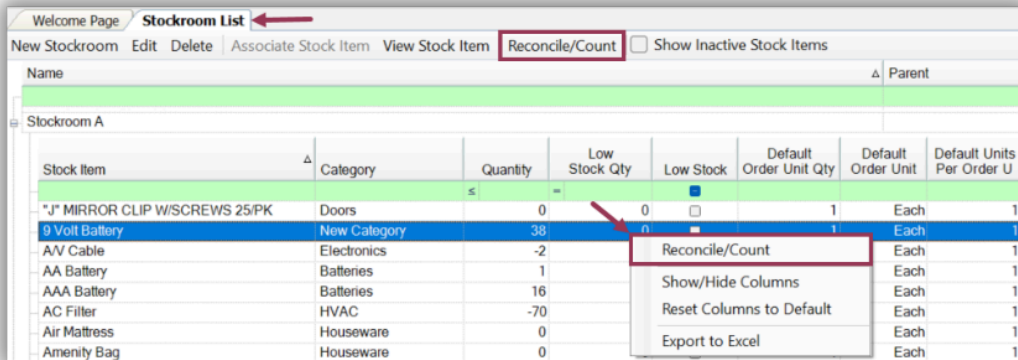 Welcome Page Stockroom List
New Stockroom Edit Delete Associate Stock Item View Stock Item Reconcile/Count Show Inactive Stock Items
Name Parent
Stockroom A
Stock Item Category Quantity Low Stock Qty Low Stock Default Order Unit Qty Default Order Unit Default Units Per Order U
≤ =
"J" MIRROR CLIP W/SCREWS 25/PK Doors 0 0 1 Each 1
9 Volt Battery New Category 38 0 1 Each 1
A/V Cable Electronics -2 Each 1
AA Battery Batteries 1 Each 1
AAA Battery Batteries 16 Each 1
AC Filter HVAC -70 Each 1
Air Mattress Houseware 0 Each 1
Amenity Bag Houseware 0 Each 1
Reconcile/Count
Show/Hide Columns
Reset Columns to Default
Export to Excel